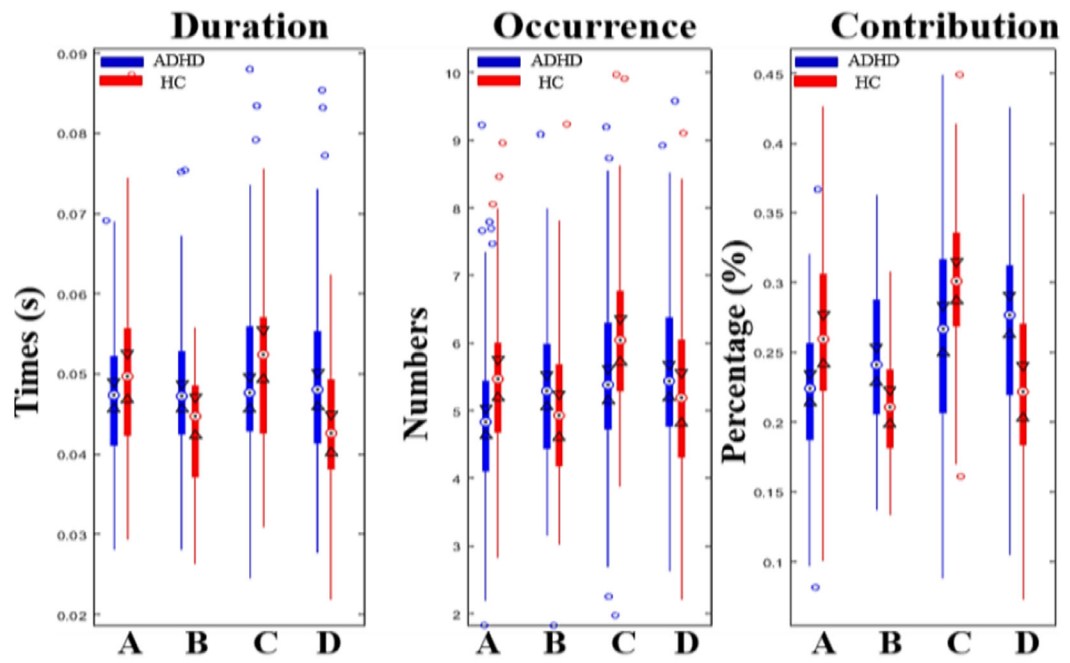 Duration
Times (s)
0.09
0.08
0.07
0.06
0.05
0.04
0.03
0.02
ADHD
HC
A B C D
Occurrence
Numbers
10
9
8
7
6
5
4
3
2
ADHD
HC
A B C D
Contribution
Percentage (%)
0.45
0.4
0.35
0.3
0.25
0.2
0.15
0.1
ADHD
HC
A B C D